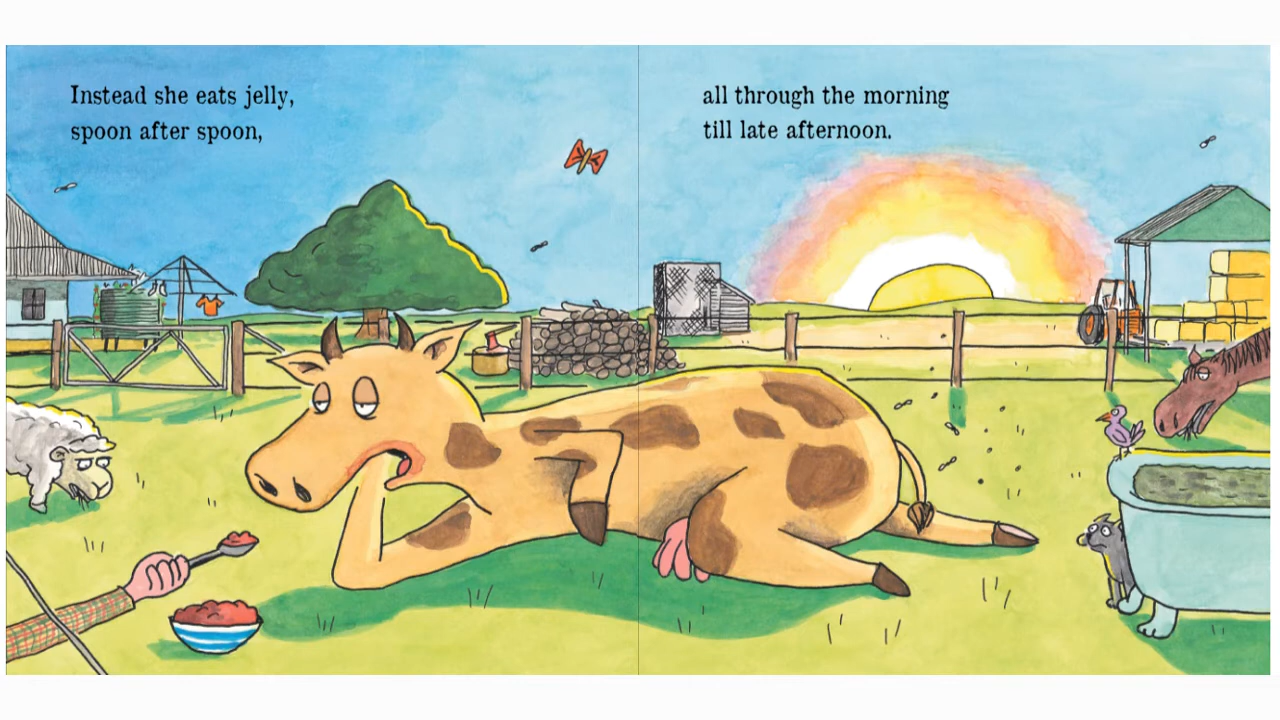 Instead she eats jelly,
spoon after spoon,
all through the morning
till late afternoon.